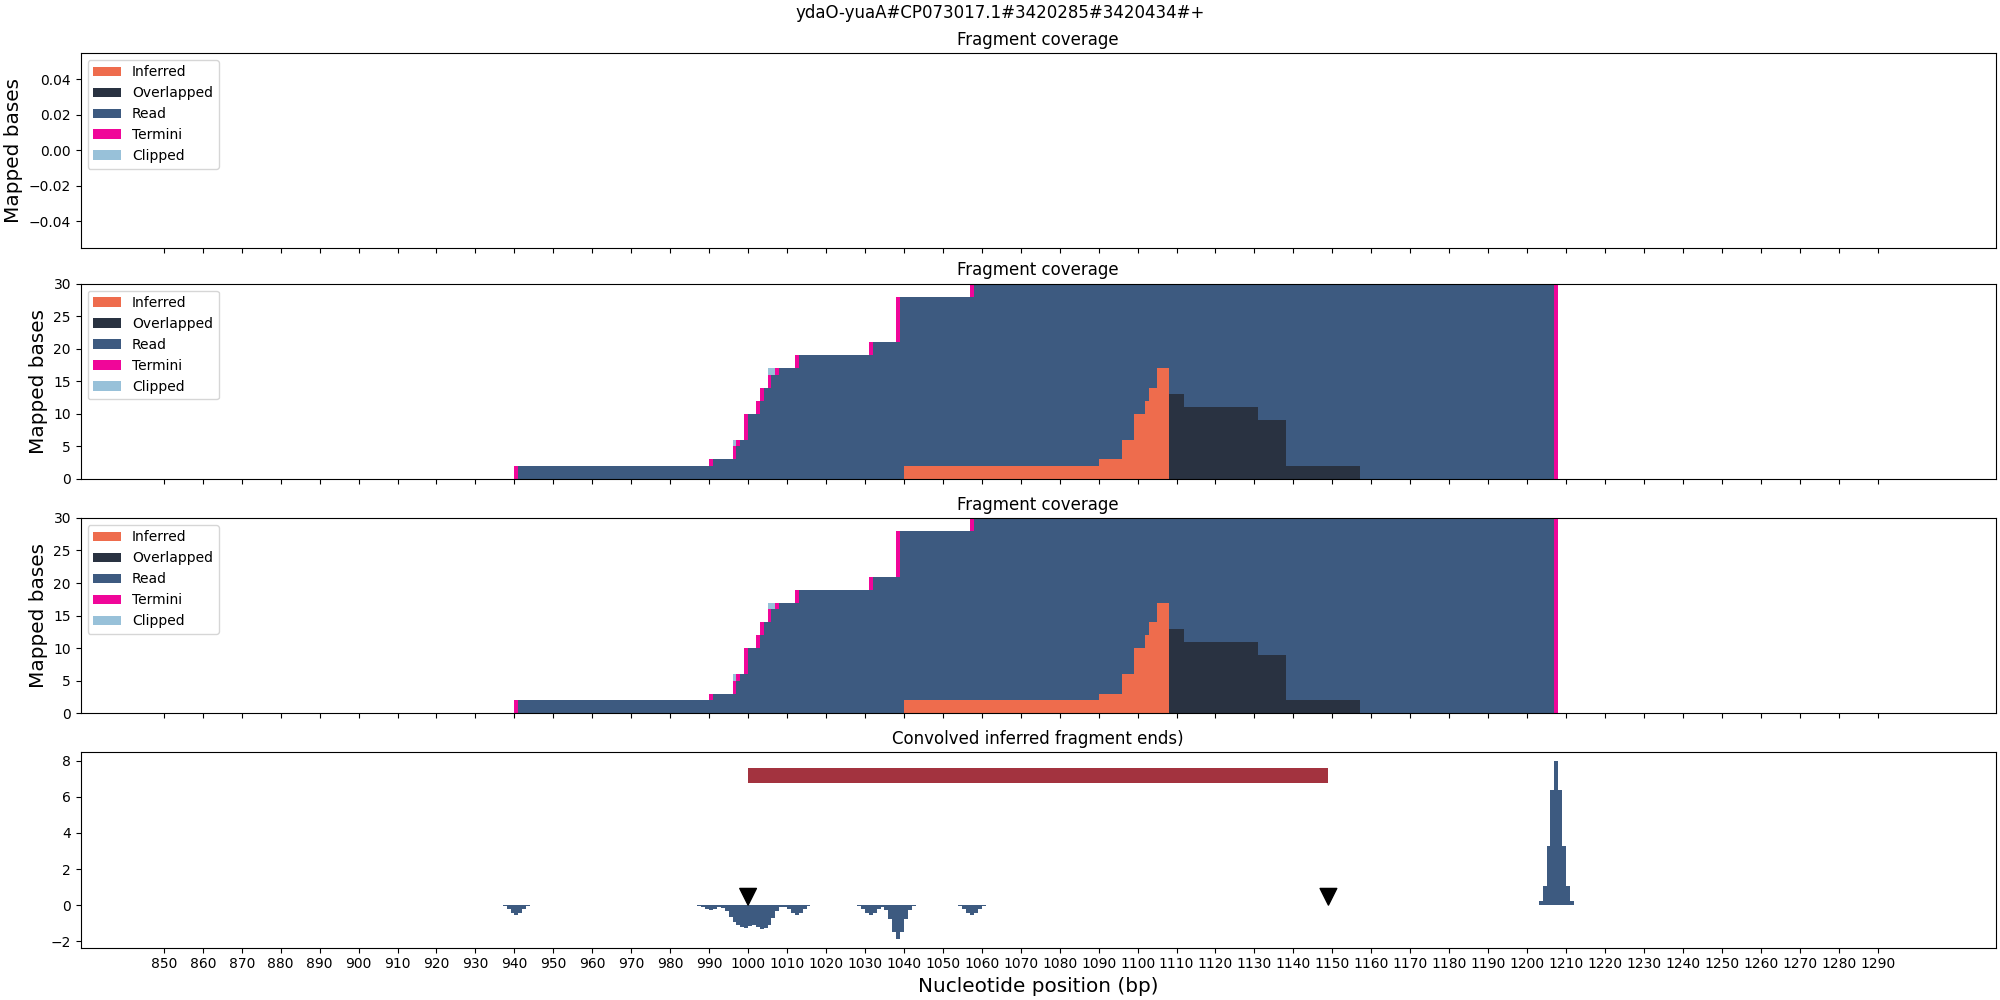 ydaO-yuaA#CP073017.1#3420285#3420434#+
Fragment coverage
Mapped bases
0.04
0.02
0.00
−0.02
−0.04
Inferred
Overlapped
Read
Termini
Clipped
Fragment coverage
Mapped bases
30
25
20
15
10
5
0
Inferred
Overlapped
Read
Termini
Clipped
Fragment coverage
Mapped bases
30
25
20
15
10
5
0
Inferred
Overlapped
Read
Termini
Clipped
Convolved inferred fragment ends)
8
6
4
2
0
−2
850 860 870 880 890 900 910 920 930 940 950 960 970 980 990 1000 1010 1020 1030 1040 1050 1060 1070 1080 1090 1100 1110 1120 1130 1140 1150 1160 1170 1180 1190 1200 1210 1220 1230 1240 1250 1260 1270 1280 1290
Nucleotide position (bp)